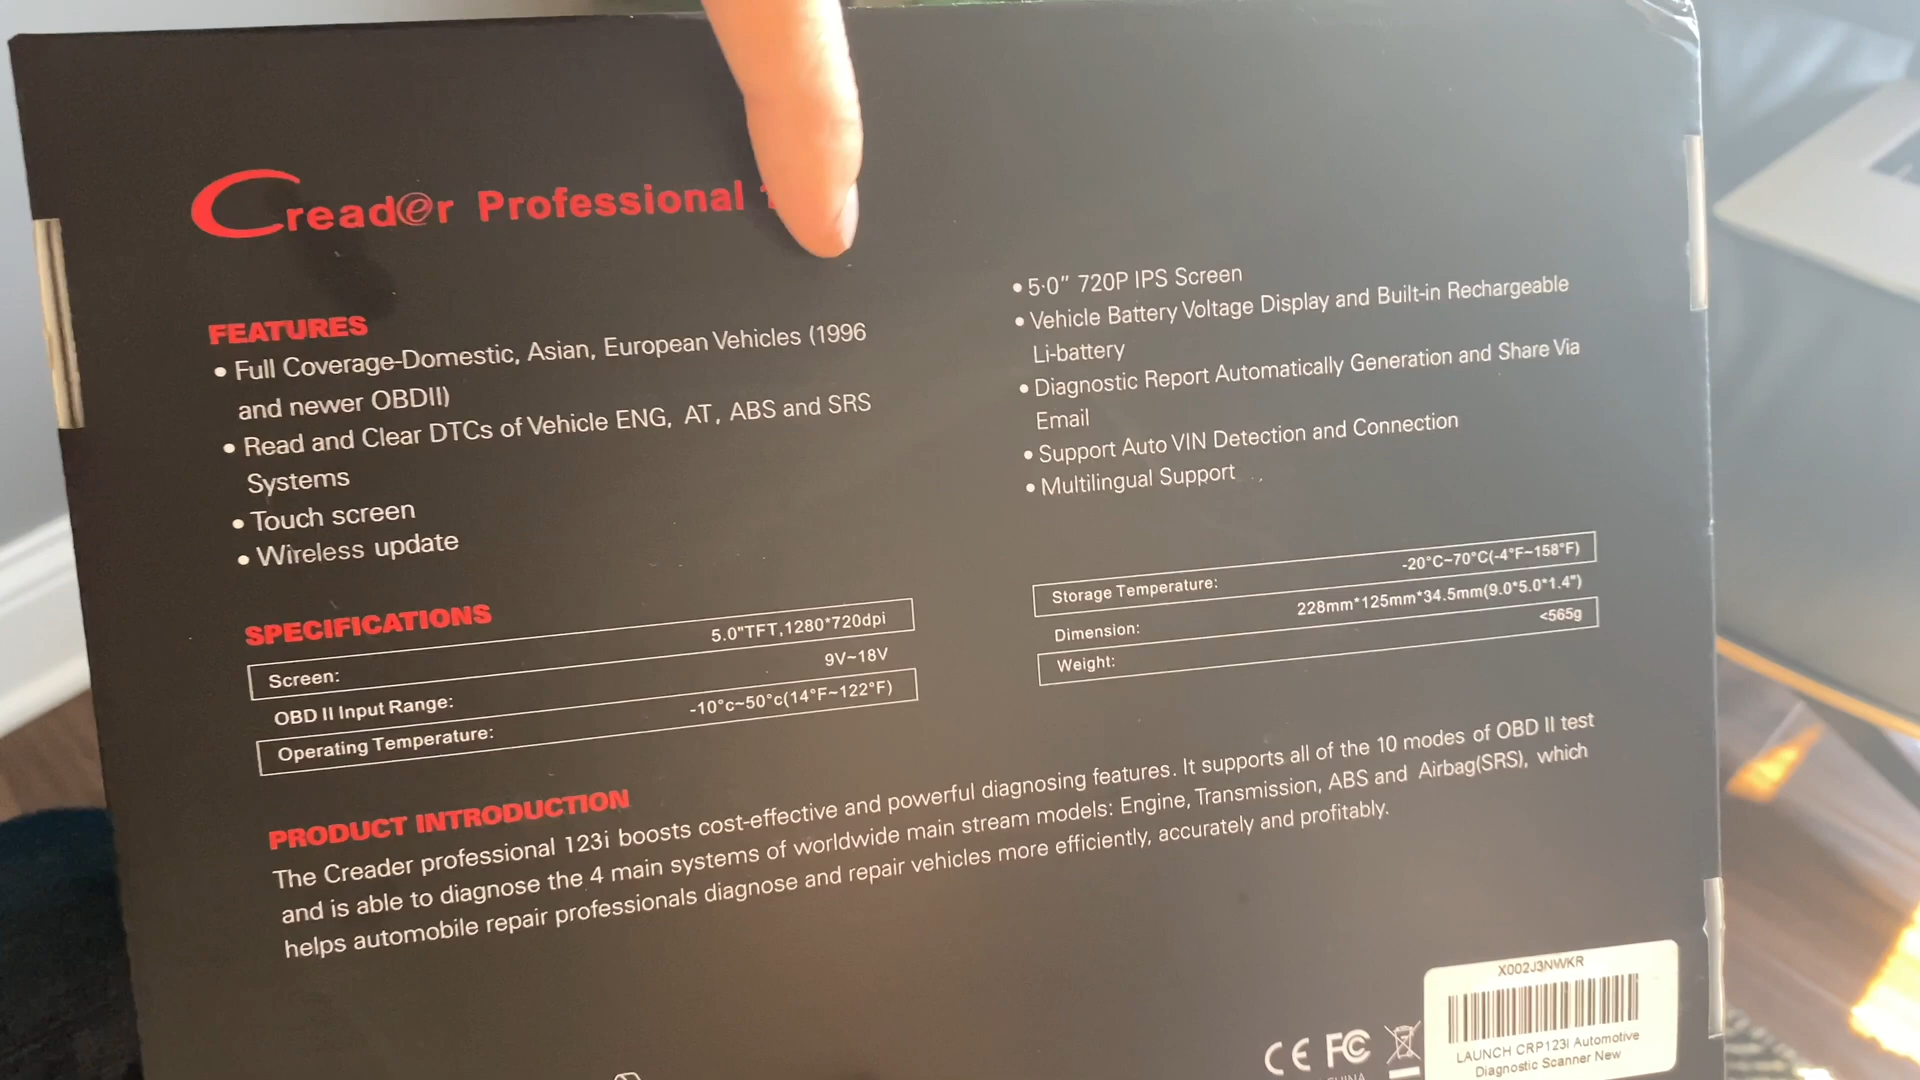 Creader Professional
FEATURES
• Full Coverage-Domestic, Asian, European Vehicles (1996
and newer OBDII)
• Read and Clear DTCs of Vehicle ENG, AT, ABS and SRS
Systems
• Touch screen
• Wireless update
• 5.0" 720P IPS Screen
• Vehicle Battery Voltage Display and Built-in Rechargeable
Li-battery
• Diagnostic Report Automatically Generation and Share Via
Email
• Support Auto VIN Detection and Connection
• Multilingual Support
SPECIFICATIONS
Screen: 5.0"TFT,1280*720dpi
OBD II Input Range: 9V~18V
Operating Temperature: -10°c~50°c(14°F~122°F)
Storage Temperature: -20°C~70°C(-4°F~158°F)
Dimension: 228mm*125mm*34.5mm(9.0*5.0*1.4")
Weight: <565g
PRODUCT INTRODUCTION
The Creader professional 123i boosts cost-effective and powerful diagnosing features. It supports all of the 10 modes of OBD II test
and is able to diagnose the 4 main systems of worldwide main stream models: Engine, Transmission, ABS and Airbag(SRS), which
helps automobile repair professionals diagnose and repair vehicles more efficiently, accurately and profitably.
CE FC
X002J3NWKR
LAUNCH CRP123I Automotive
Diagnostic Scanner New